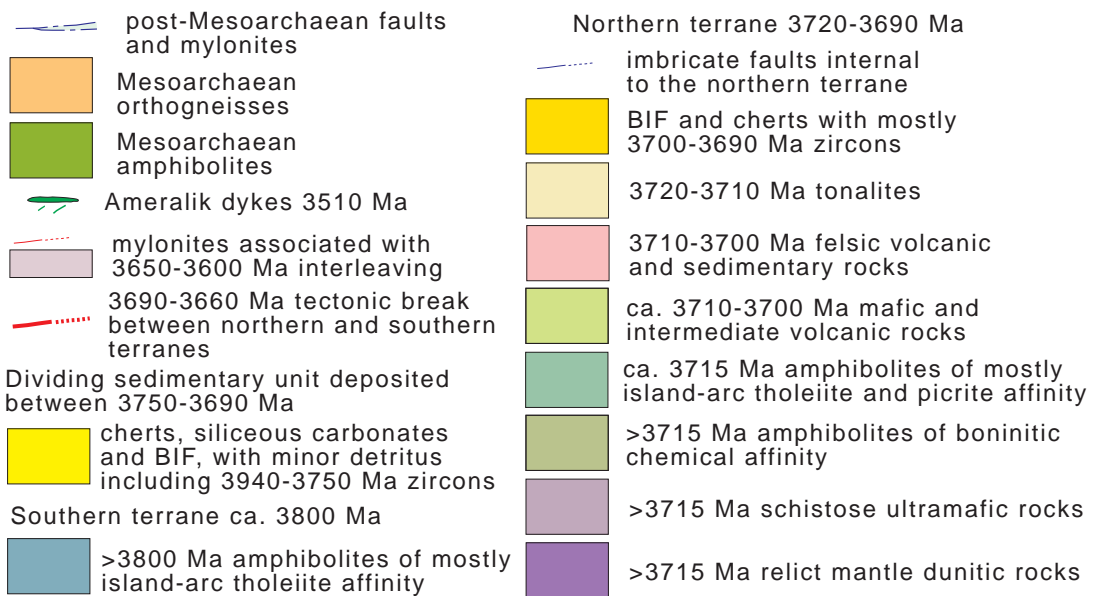 post-Mesoarchaean faults
and mylonites
Mesoarchaean
orthogneisses
Mesoarchaean
amphibolites
Ameralik dykes 3510 Ma
mylonites associated with
3650-3600 Ma interleaving
3690-3660 Ma tectonic break
between northern and southern
terranes
Dividing sedimentary unit deposited
between 3750-3690 Ma
cherts, siliceous carbonates
and BIF, with minor detritus
including 3940-3750 Ma zircons
Southern terrane ca. 3800 Ma
>3800 Ma amphibolites of mostly
island-arc tholeiite affinity
Northern terrane 3720-3690 Ma
imbricate faults internal
to the northern terrane
BIF and cherts with mostly
3700-3690 Ma zircons
3720-3710 Ma tonalites
3710-3700 Ma felsic volcanic
and sedimentary rocks
ca. 3710-3700 Ma mafic and
intermediate volcanic rocks
ca. 3715 Ma amphibolites of mostly
island-arc tholeiite and picrite affinity
>3715 Ma amphibolites of boninitic
chemical affinity
>3715 Ma schistose ultramafic rocks
>3715 Ma relict mantle dunitic rocks